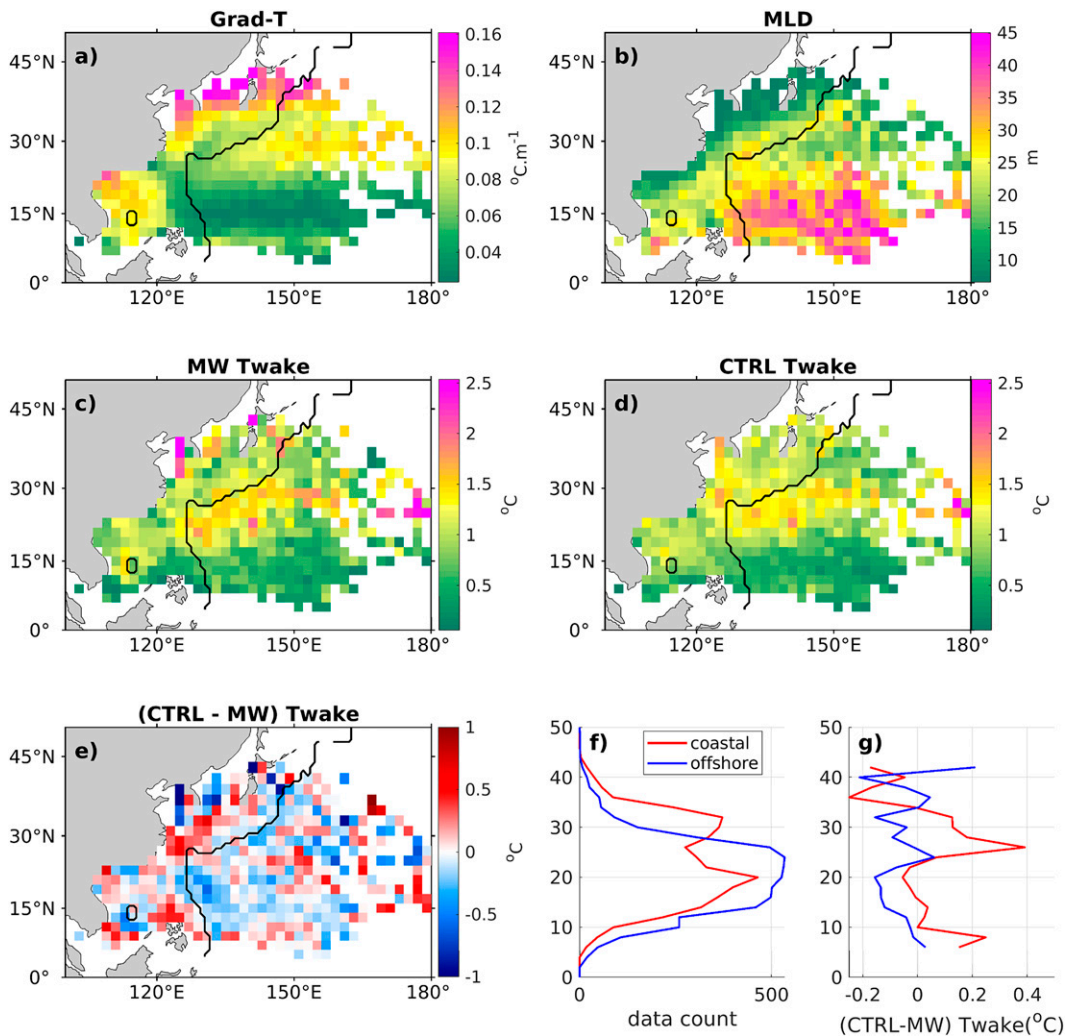 Grad-T
MLD
a)
45°N
30°N
15°N
0°
120°E
150°E
180°
0.16
0.14
0.12
0.1
0.08
0.06
0.04
°C.m-1
b)
45°N
30°N
15°N
0°
120°E
150°E
180°
45
40
35
30
25
20
15
10
m
MW Twake
CTRL Twake
c)
45°N
30°N
15°N
0°
120°E
150°E
180°
2.5
2
1.5
1
0.5
°C
d)
45°N
30°N
15°N
0°
120°E
150°E
180°
2.5
2
1.5
1
0.5
°C
(CTRL - MW) Twake
e)
45°N
30°N
15°N
0°
120°E
150°E
180°
1
0.5
0
-0.5
-1
°C
f)
coastal
offshore
50
40
30
20
10
0
0
500
data count
g)
50
40
30
20
10
0
-0.2
0
0.2
0.4
(CTRL-MW) Twake(°C)